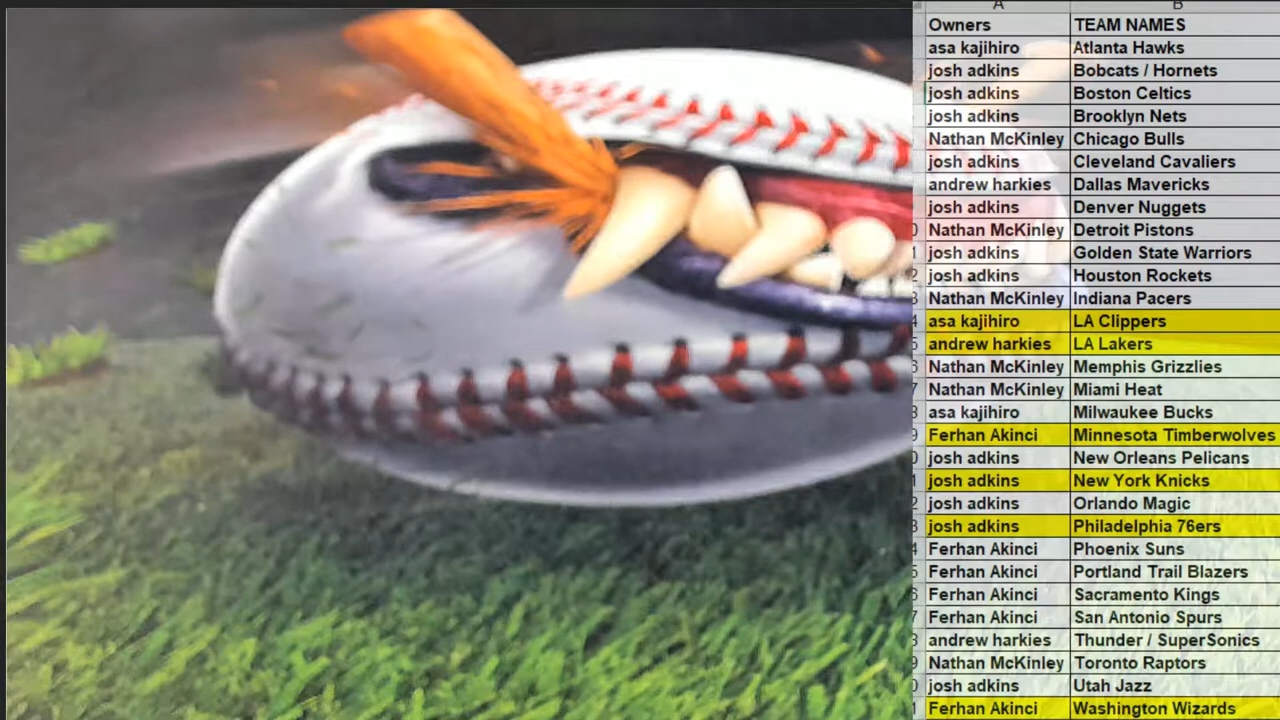 A B
Owners TEAM NAMES
asa kajihiro Atlanta Hawks
josh adkins Bobcats / Hornets
josh adkins Boston Celtics
josh adkins Brooklyn Nets
Nathan McKinley Chicago Bulls
josh adkins Cleveland Cavaliers
andrew harkies Dallas Mavericks
josh adkins Denver Nuggets
Nathan McKinley Detroit Pistons
josh adkins Golden State Warriors
josh adkins Houston Rockets
Nathan McKinley Indiana Pacers
asa kajihiro LA Clippers
andrew harkies LA Lakers
Nathan McKinley Memphis Grizzlies
Nathan McKinley Miami Heat
asa kajihiro Milwaukee Bucks
Ferhan Akinci Minnesota Timberwolves
josh adkins New Orleans Pelicans
josh adkins New York Knicks
josh adkins Orlando Magic
josh adkins Philadelphia 76ers
Ferhan Akinci Phoenix Suns
Ferhan Akinci Portland Trail Blazers
Ferhan Akinci Sacramento Kings
Ferhan Akinci San Antonio Spurs
andrew harkies Thunder / SuperSonics
Nathan McKinley Toronto Raptors
josh adkins Utah Jazz
Ferhan Akinci Washington Wizards